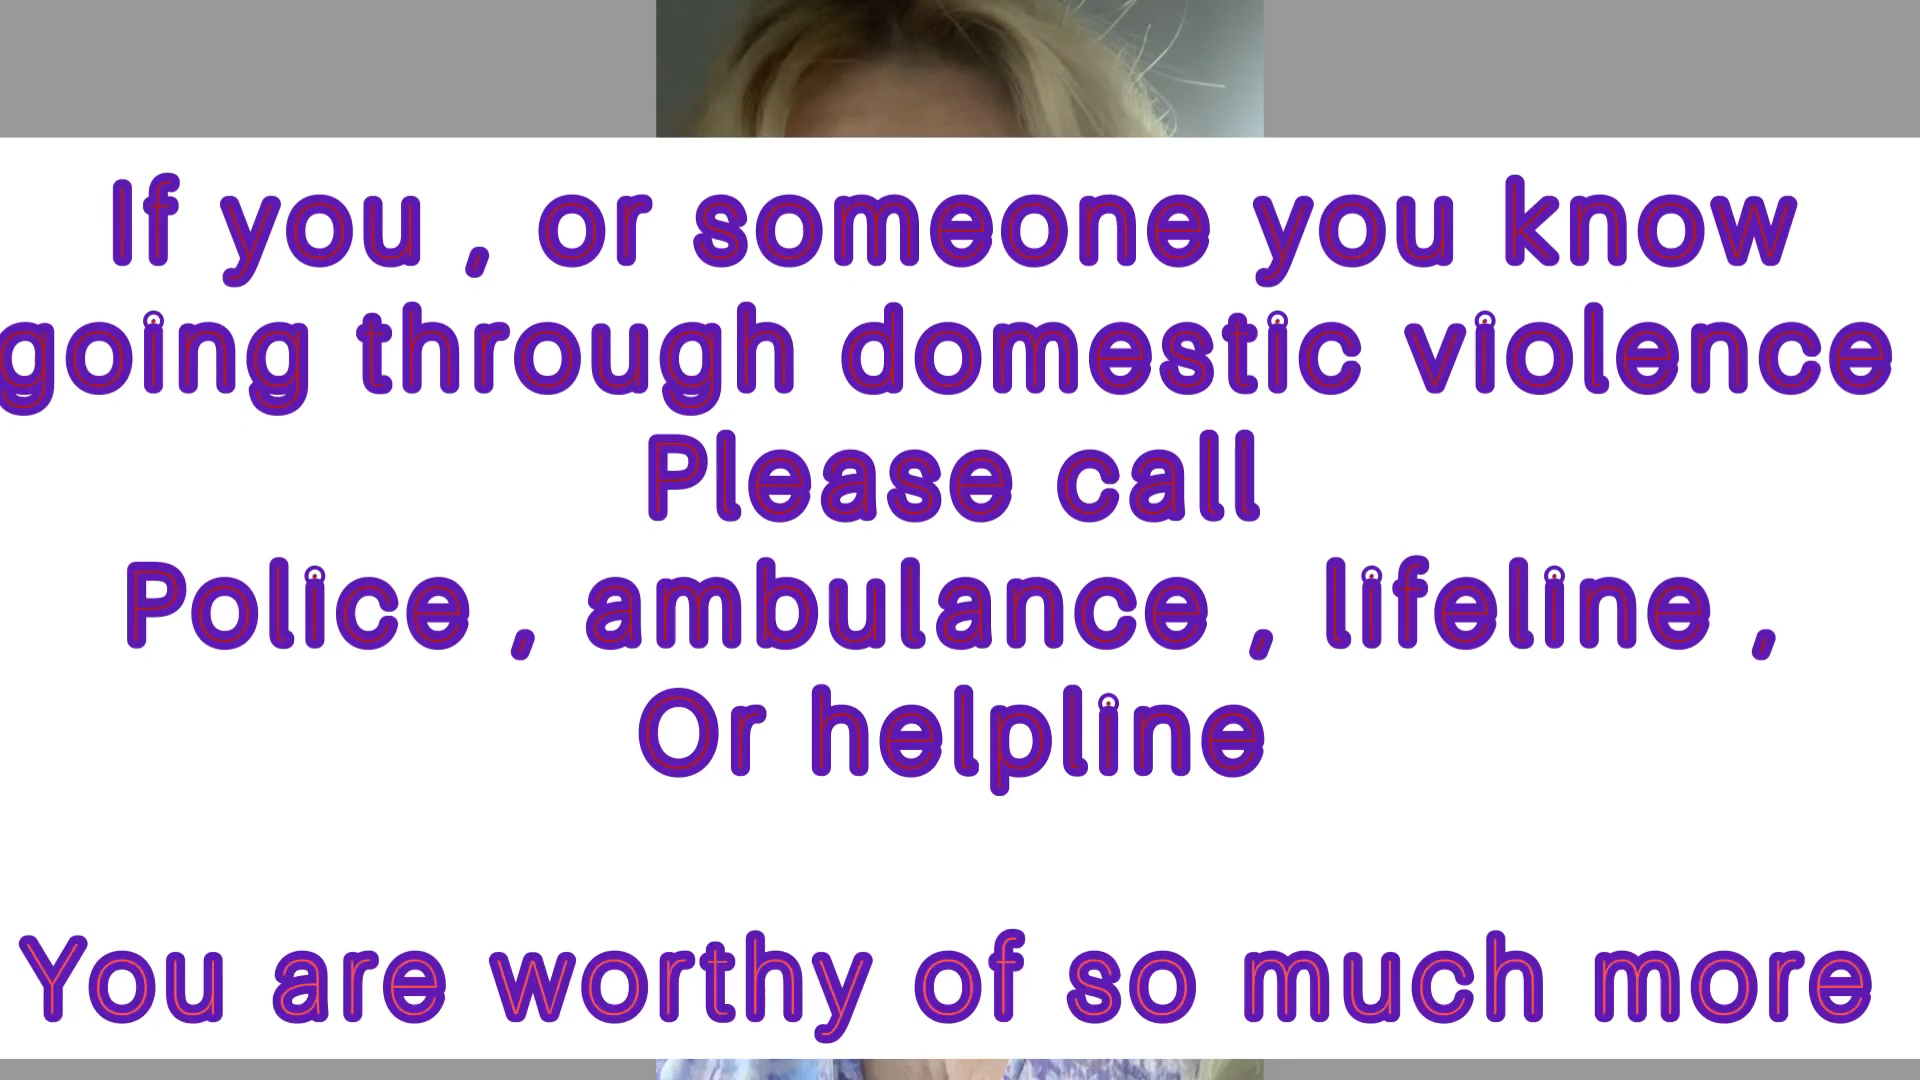 If you , or someone you know
going through domestic violence
Please call
Police , ambulance , lifeline ,
Or helpline
You are worthy of so much more